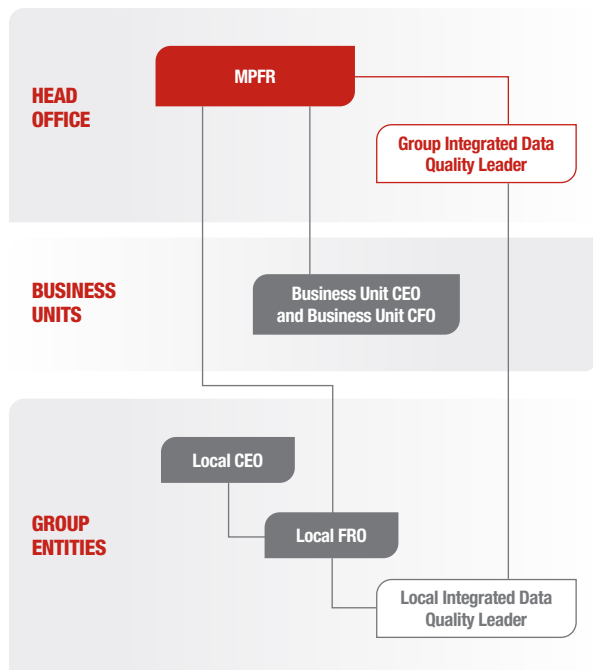 HEAD
OFFICE
MPFR
Group Integrated Data
Quality Leader
BUSINESS
UNITS
Business Unit CEO
and Business Unit CFO
GROUP
ENTITIES
Local CEO
Local FRO
Local Integrated Data
Quality Leader